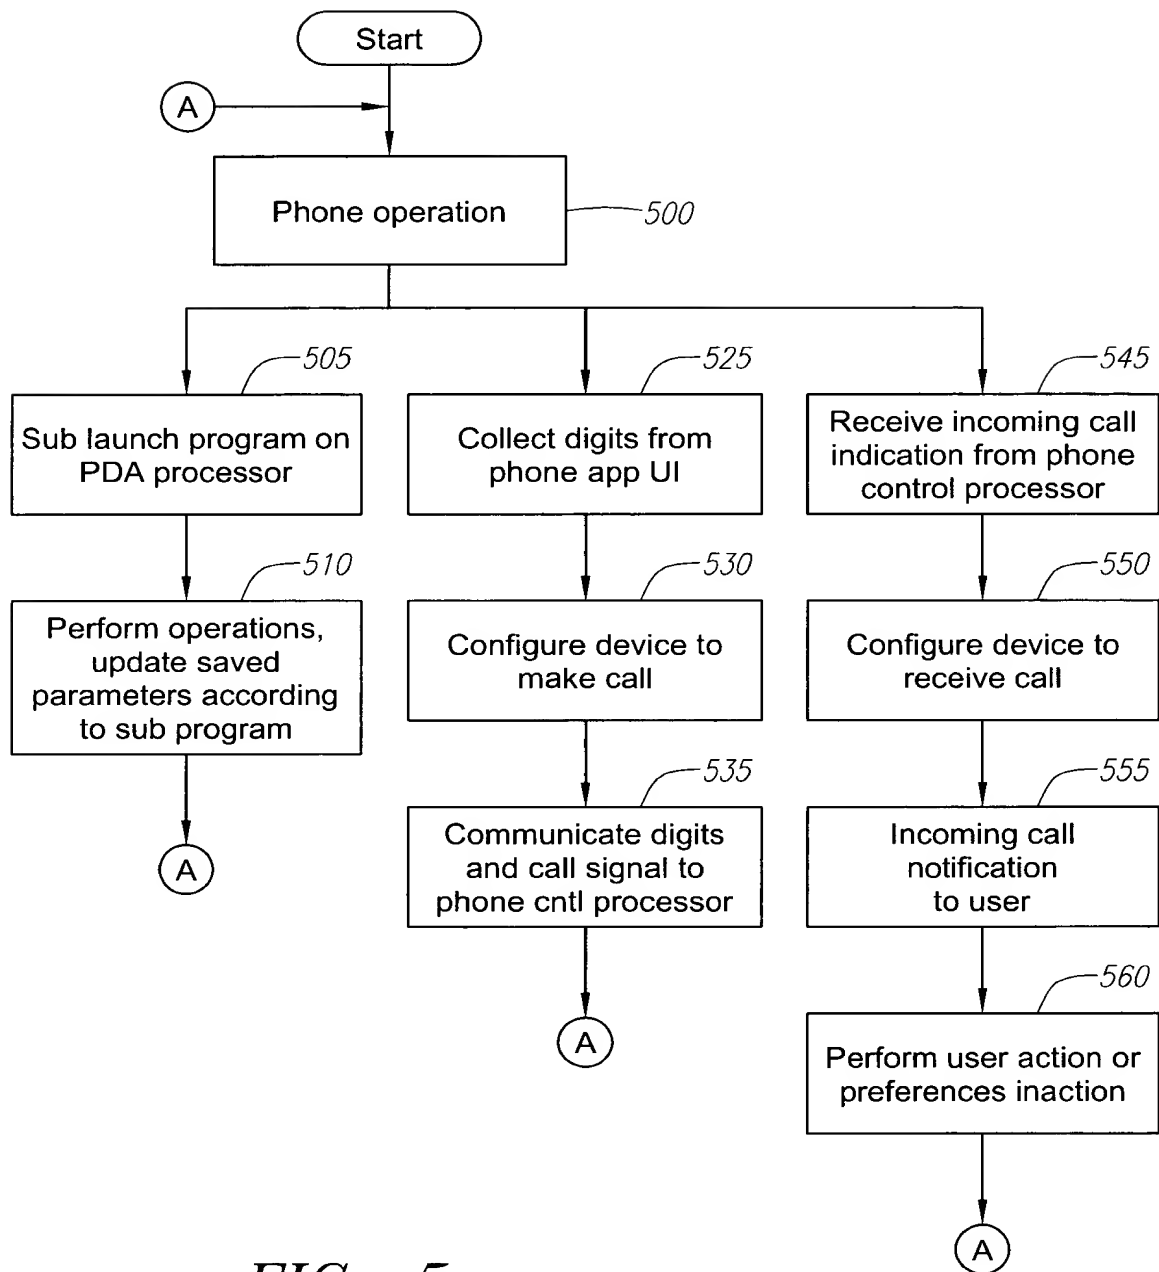 Start
A
Phone operation
500
505
Sub launch program on
PDA processor
510
Perform operations,
update saved
parameters according
to sub program
A
525
Collect digits from
phone app UI
530
Configure device to
make call
535
Communicate digits
and call signal to
phone cntl processor
A
545
Receive incoming call
indication from phone
control processor
550
Configure device to
receive call
555
Incoming call
notification
to user
560
Perform user action or
preferences inaction
A
FIG. 5